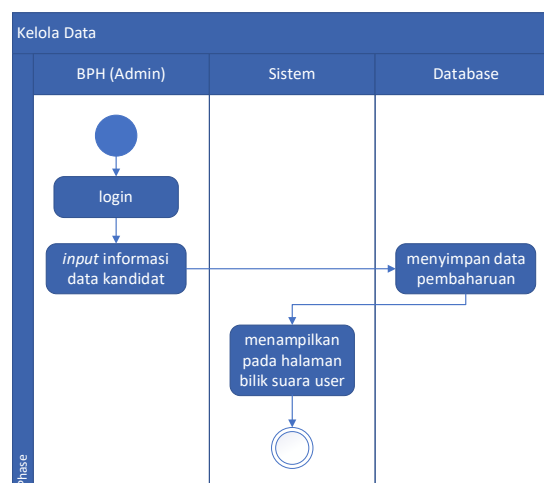 Kelola Data
BPH (Admin)
Sistem
Database
login
input informasi
data kandidat
menyimpan data
pembaharuan
menampilkan
pada halaman
bilik suara user
Phase